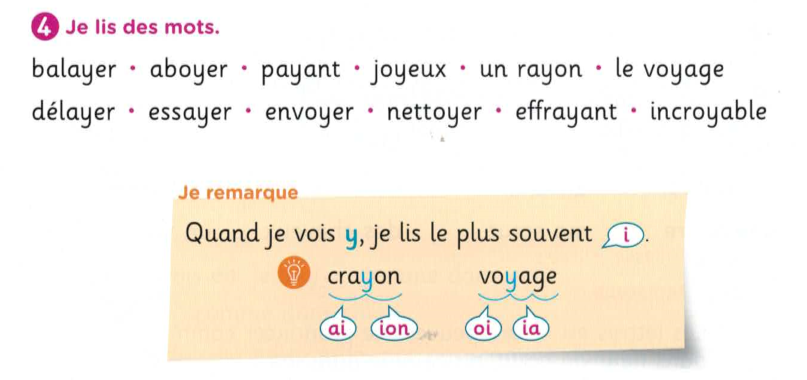 4 Je lis des mots.
balayer • aboyer • payant • joyeux • un rayon • le voyage
délayer • essayer • envoyer • nettoyer • effrayant • incroyable
Je remarque
Quand je vois y, je lis le plus souvent i.
crayon voyage
ai ion oi ia